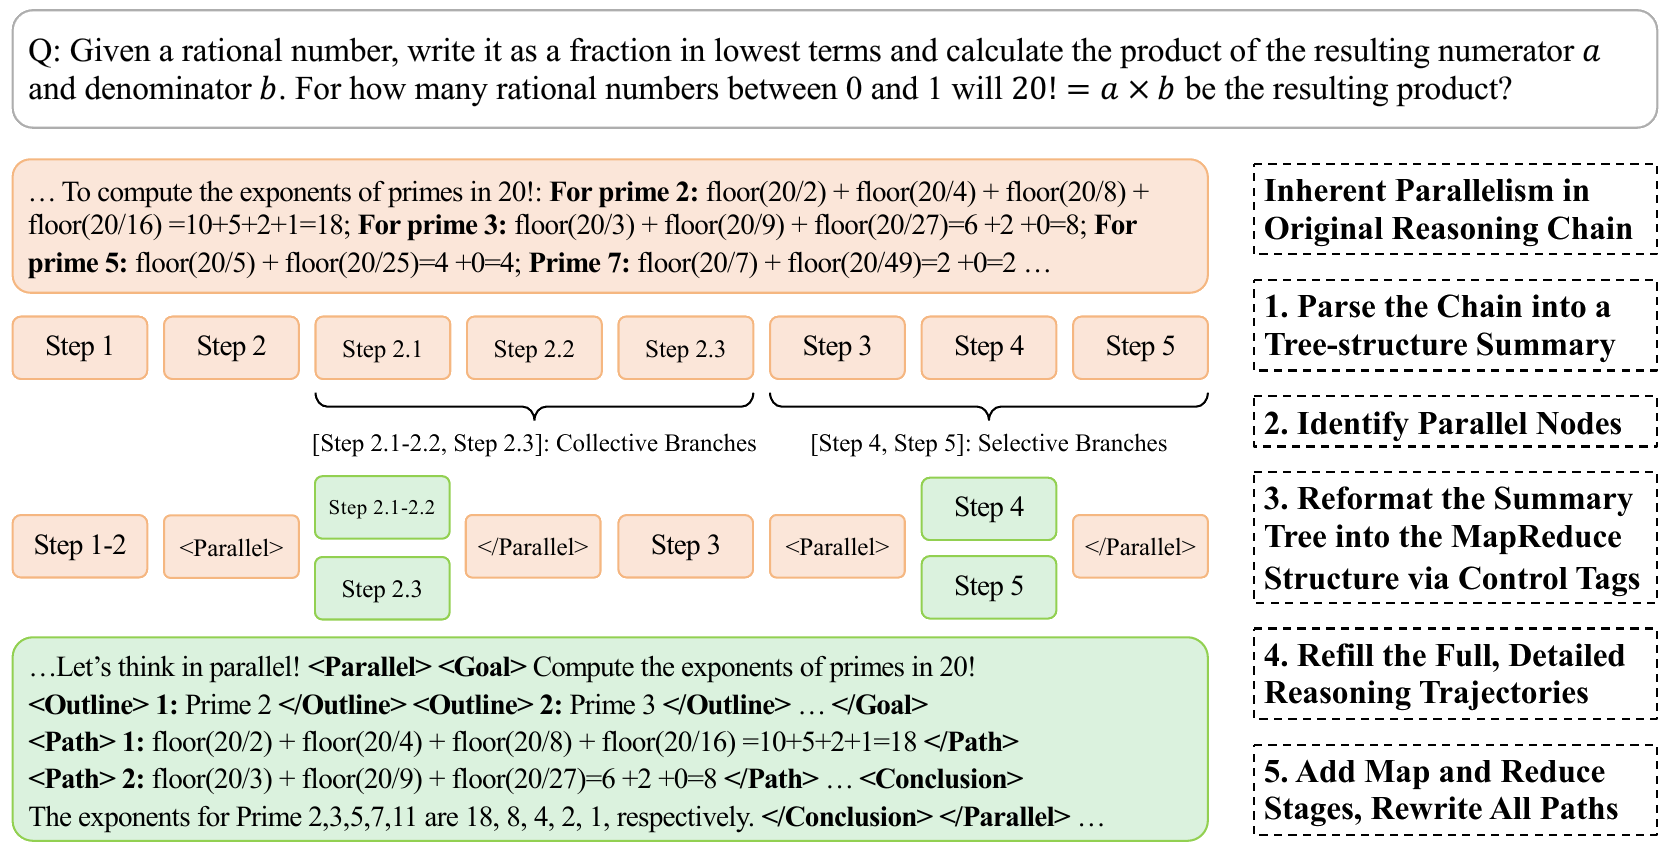 Q: Given a rational number, write it as a fraction in lowest terms and calculate the product of the resulting numerator a
and denominator b. For how many rational numbers between 0 and 1 will 20! = a × b be the resulting product?
… To compute the exponents of primes in 20!: For prime 2: floor(20/2) + floor(20/4) + floor(20/8) +
floor(20/16) =10+5+2+1=18; For prime 3: floor(20/3) + floor(20/9) + floor(20/27)=6 +2 +0=8; For
prime 5: floor(20/5) + floor(20/25)=4 +0=4; Prime 7: floor(20/7) + floor(20/49)=2 +0=2 …
Inherent Parallelism in
Original Reasoning Chain
Step 1
Step 2
Step 2.1
Step 2.2
Step 2.3
Step 3
Step 4
Step 5
1. Parse the Chain into a
Tree-structure Summary
[Step 2.1-2.2, Step 2.3]: Collective Branches
[Step 4, Step 5]: Selective Branches
2. Identify Parallel Nodes
Step 1-2
<Parallel>
Step 2.1-2.2
Step 2.3
</Parallel>
Step 3
<Parallel>
Step 4
Step 5
</Parallel>
3. Reformat the Summary
Tree into the MapReduce
Structure via Control Tags
…Let’s think in parallel! <Parallel> <Goal> Compute the exponents of primes in 20!
<Outline> 1: Prime 2 </Outline> <Outline> 2: Prime 3 </Outline> … </Goal>
<Path> 1: floor(20/2) + floor(20/4) + floor(20/8) + floor(20/16) =10+5+2+1=18 </Path>
<Path> 2: floor(20/3) + floor(20/9) + floor(20/27)=6 +2 +0=8 </Path> … <Conclusion>
The exponents for Prime 2,3,5,7,11 are 18, 8, 4, 2, 1, respectively. </Conclusion> </Parallel> …
4. Refill the Full, Detailed
Reasoning Trajectories
5. Add Map and Reduce
Stages, Rewrite All Paths